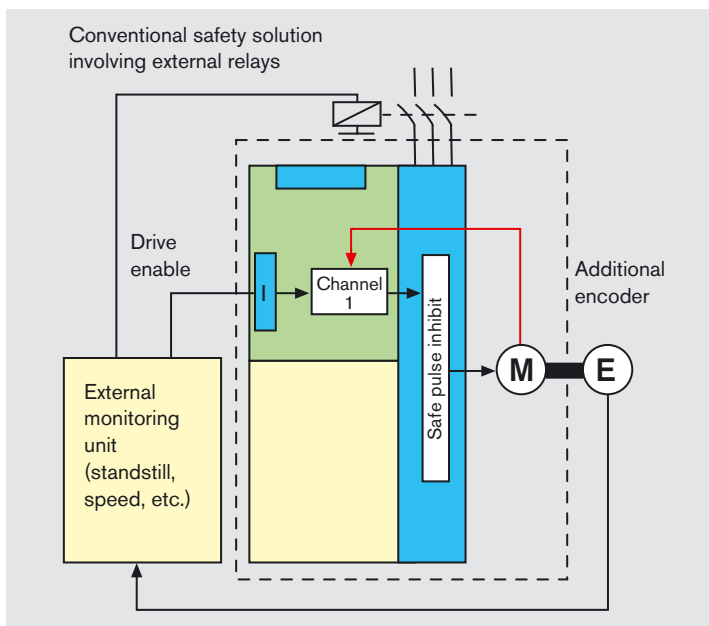 Conventional safety solution
involving external relays
Drive
enable
I
Channel
1
Safe pulse inhibit
Additional
encoder
M
E
External
monitoring
unit
(standstill,
speed, etc.)